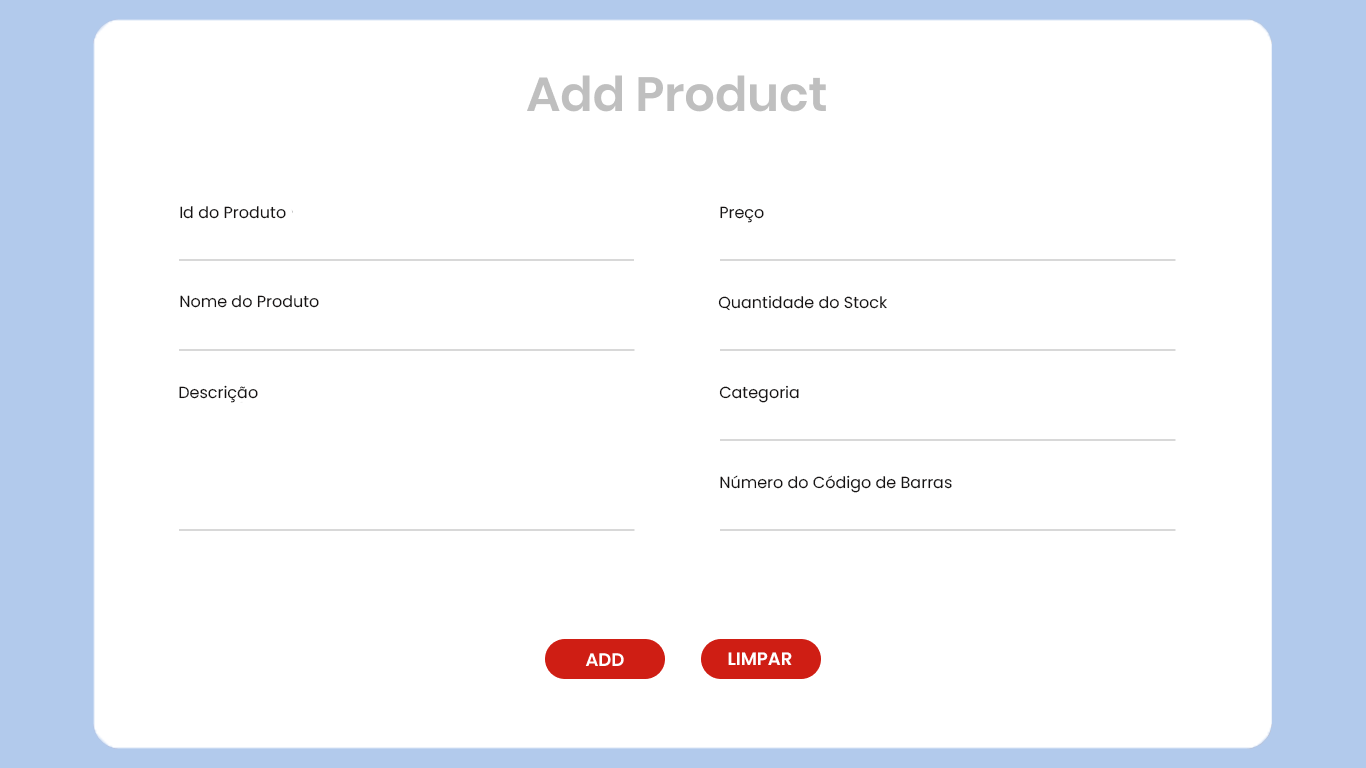 Add Product
Id do Produto
Preço
Nome do Produto
Quantidade do Stock
Descrição
Categoria
Número do Código de Barras
ADD
LIMPAR